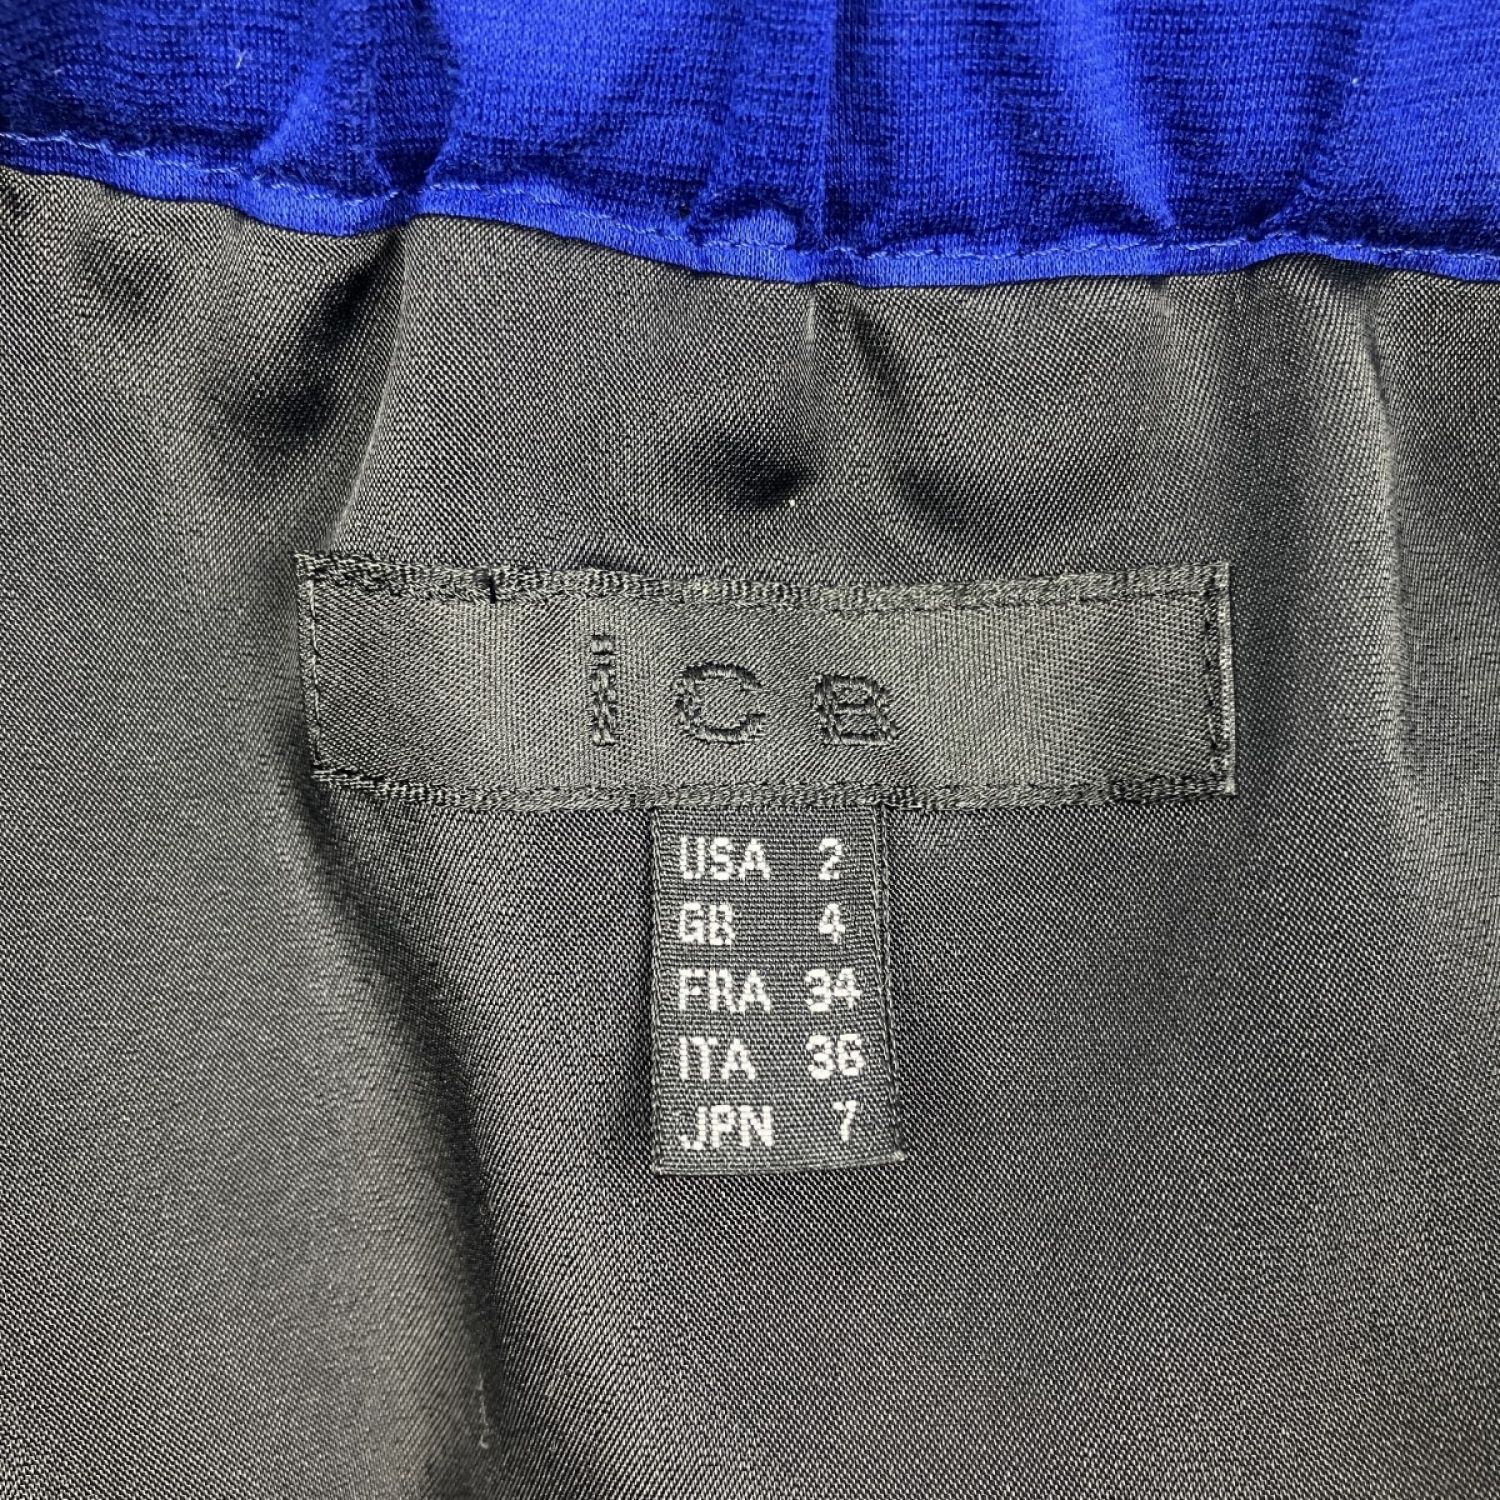 iCB
USA 2
GB 4
FRA 34
ITA 36
JPN 7